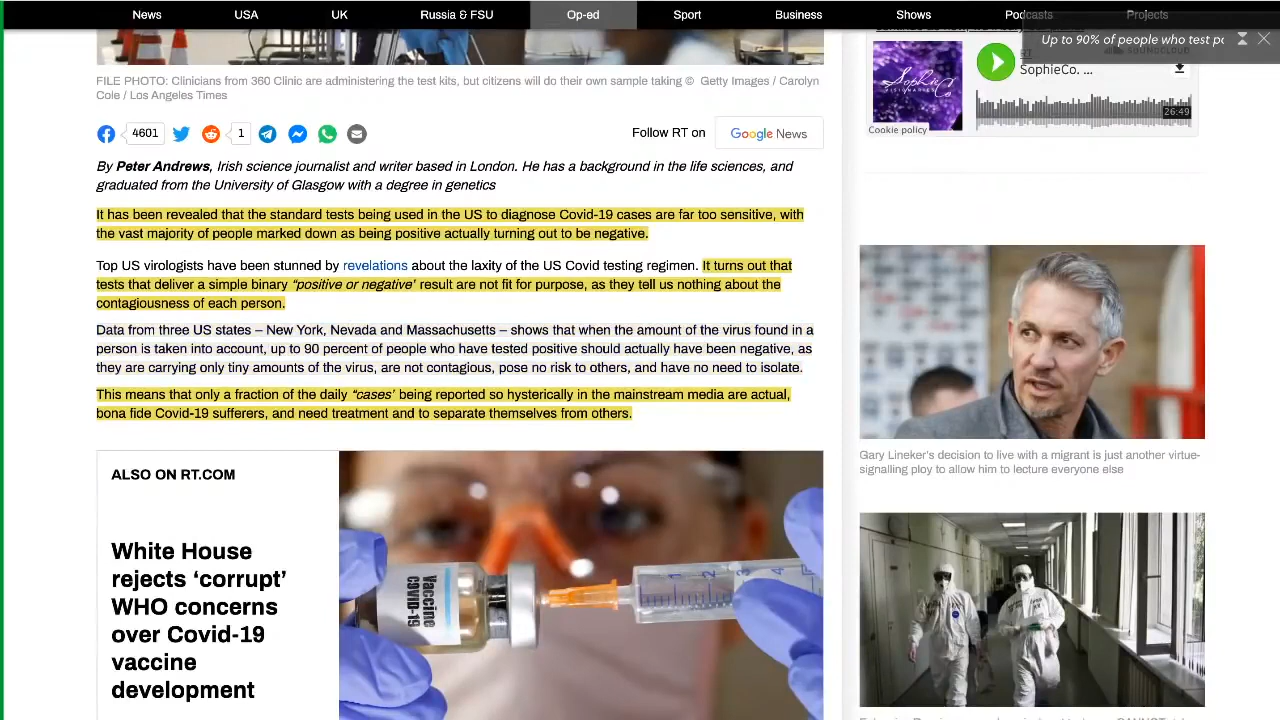 News USA UK Russia & FSU Op-ed Sport Business Shows Podcasts Projects
Up to 90% of people who test po
FILE PHOTO: Clinicians from 360 Clinic are administering the test kits, but citizens will do their own sample taking © Getty Images / Carolyn
Cole / Los Angeles Times
4601
1
Follow RT on
Google News
By Peter Andrews, Irish science journalist and writer based in London. He has a background in the life sciences, and
graduated from the University of Glasgow with a degree in genetics
It has been revealed that the standard tests being used in the US to diagnose Covid-19 cases are far too sensitive, with
the vast majority of people marked down as being positive actually turning out to be negative.
Top US virologists have been stunned by revelations about the laxity of the US Covid testing regimen. It turns out that
tests that deliver a simple binary “positive or negative’ result are not fit for purpose, as they tell us nothing about the
contagiousness of each person.
Data from three US states – New York, Nevada and Massachusetts – shows that when the amount of the virus found in a
person is taken into account, up to 90 percent of people who have tested positive should actually have been negative, as
they are carrying only tiny amounts of the virus, are not contagious, pose no risk to others, and have no need to isolate.
This means that only a fraction of the daily “cases’ being reported so hysterically in the mainstream media are actual,
bona fide Covid-19 sufferers, and need treatment and to separate themselves from others.
ALSO ON RT.COM
White House
rejects ‘corrupt’
WHO concerns
over Covid-19
vaccine
development
Vaccine
COVID-19
1 2 3 4
RT
SOUNDCLOUD
SophieCo. ...
Sophie Co
VISIONARIES
26:49
Cookie policy
Gary Lineker’s decision to live with a migrant is just another virtue-
signalling ploy to allow him to lecture everyone else